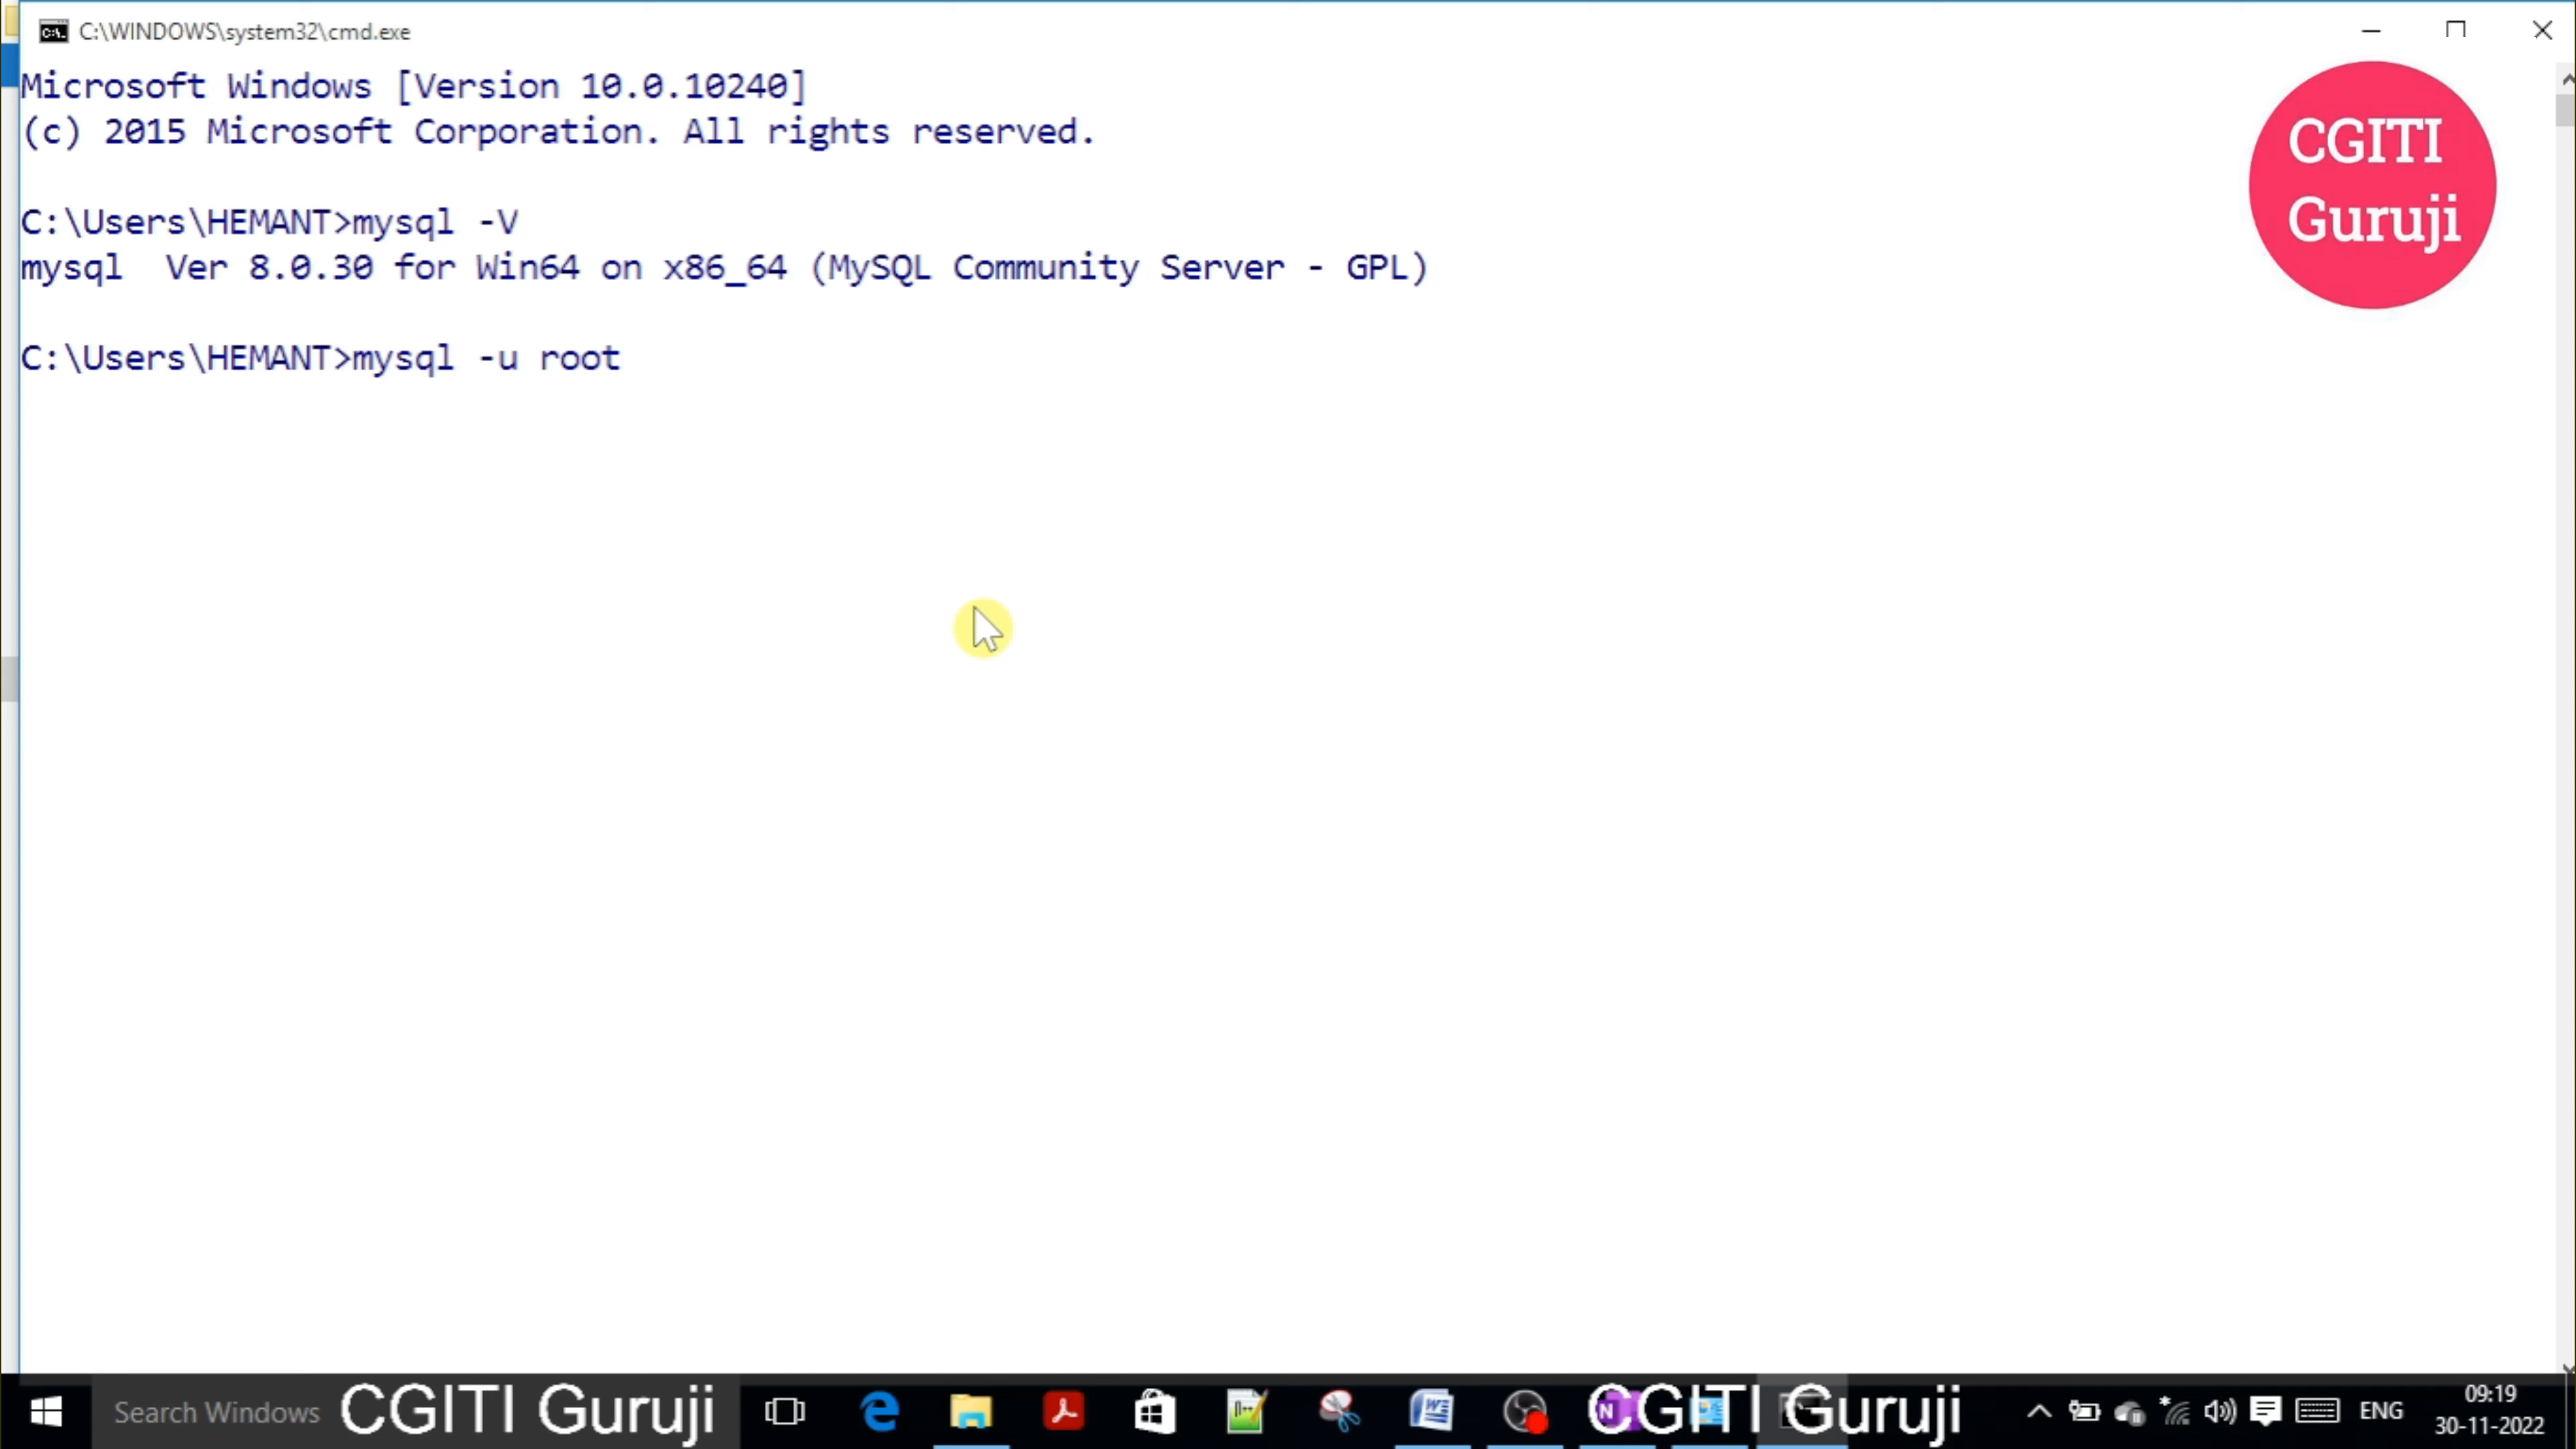 C:\WINDOWS\system32\cmd.exe
Microsoft Windows [Version 10.0.10240]
(c) 2015 Microsoft Corporation. All rights reserved.
C:\Users\HEMANT>mysql -V
mysql  Ver 8.0.30 for Win64 on x86_64 (MySQL Community Server - GPL)
C:\Users\HEMANT>mysql -u root
CGITI
Guruji
Search Windows
CGITI Guruji
CGITI Guruji
ENG
09:19
30-11-2022